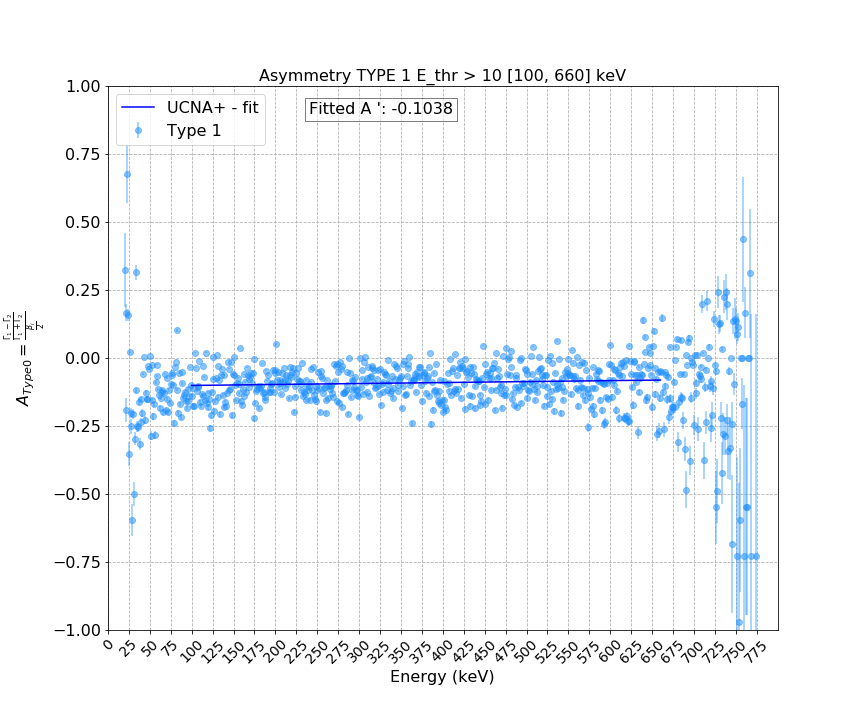 Asymmetry TYPE 1 E_thr > 10 [100, 660] keV
UCNA+ - fit
Type 1
Fitted A ': -0.1038
1.00
0.75
0.50
0.25
0.00
−0.25
−0.50
−0.75
−1.00
0 25 50 75 100 125 150 175 200 225 250 275 300 325 350 375 400 425 450 475 500 525 550 575 600 625 650 675 700 725 750 775
Energy (keV)
A_Type0 =